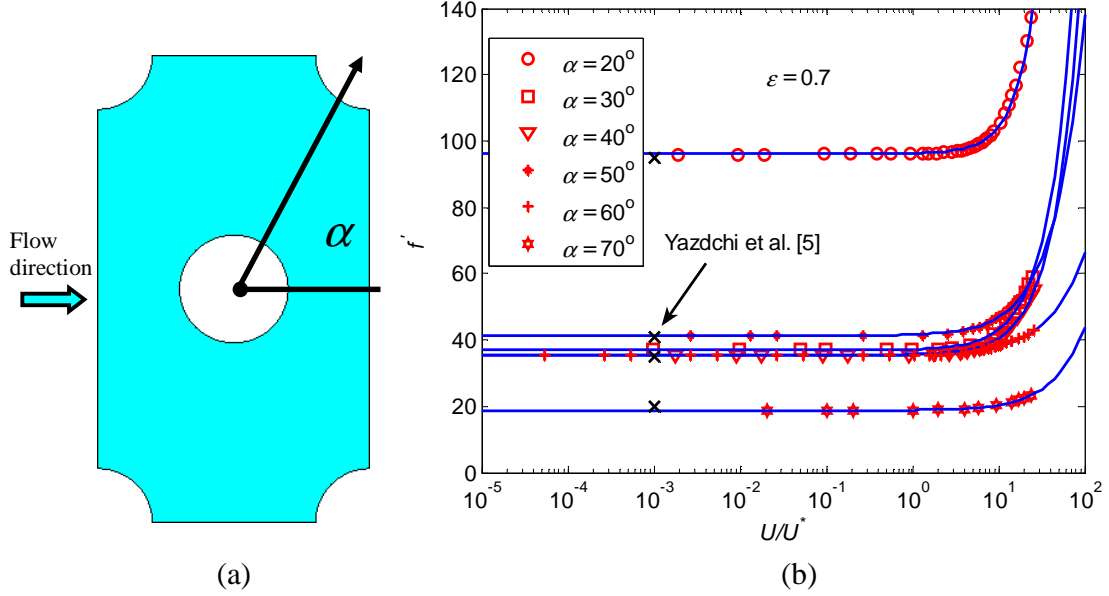 Flow
direction
α
(a)
140
120
100
80
60
40
20
0
f'
α = 20°
α = 30°
α = 40°
α = 50°
α = 60°
α = 70°
ε = 0.7
Yazdchi et al. [5]
10^-5 10^-4 10^-3 10^-2 10^-1 10^0 10^1 10^2
U/U*
(b)